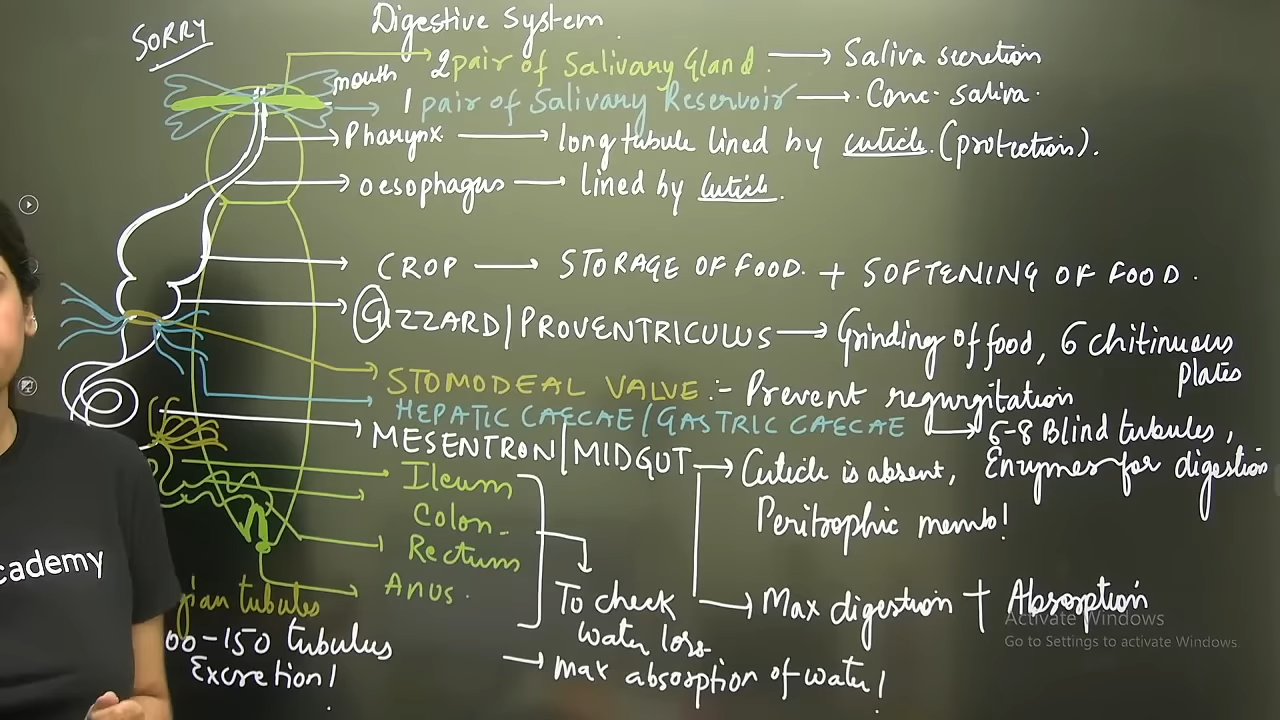 SORRY
Digestive System
mouth
2 pair of Salivary Gland → Saliva secretion
1 pair of Salivary Reservoir → Conc. saliva.
Pharynx → long tubule lined by cuticle. (protection).
oesophagus → lined by Cuticle.
CROP → STORAGE OF FOOD. + SOFTENING OF FOOD.
GIZZARD/PROVENTRICULUS → Grinding of food, 6 chitinuous plates
STOMODEAL VALVE :- Prevent regurgitation
HEPATIC CAECAE/GASTRIC CAECAE → 6-8 Blind tubules,
Enzymes for digestion
MESENTRON/MIDGUT → Cuticle is absent,
Peritrophic memb!
→ Max digestion + Absorption
Ileum
Colon
Rectum
Anus.
To check
water loss
→ max absorption of water!
gian tubules
00-150 tubulus
Excretion!
cademy
Activate Windows
Go to Settings to activate Windows.